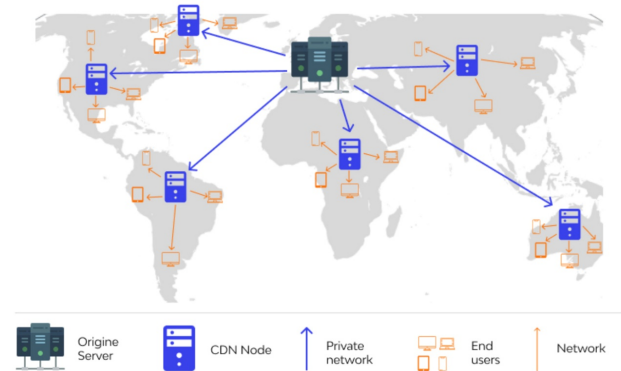 Origine
Server
CDN Node
Private
network
End
users
Network